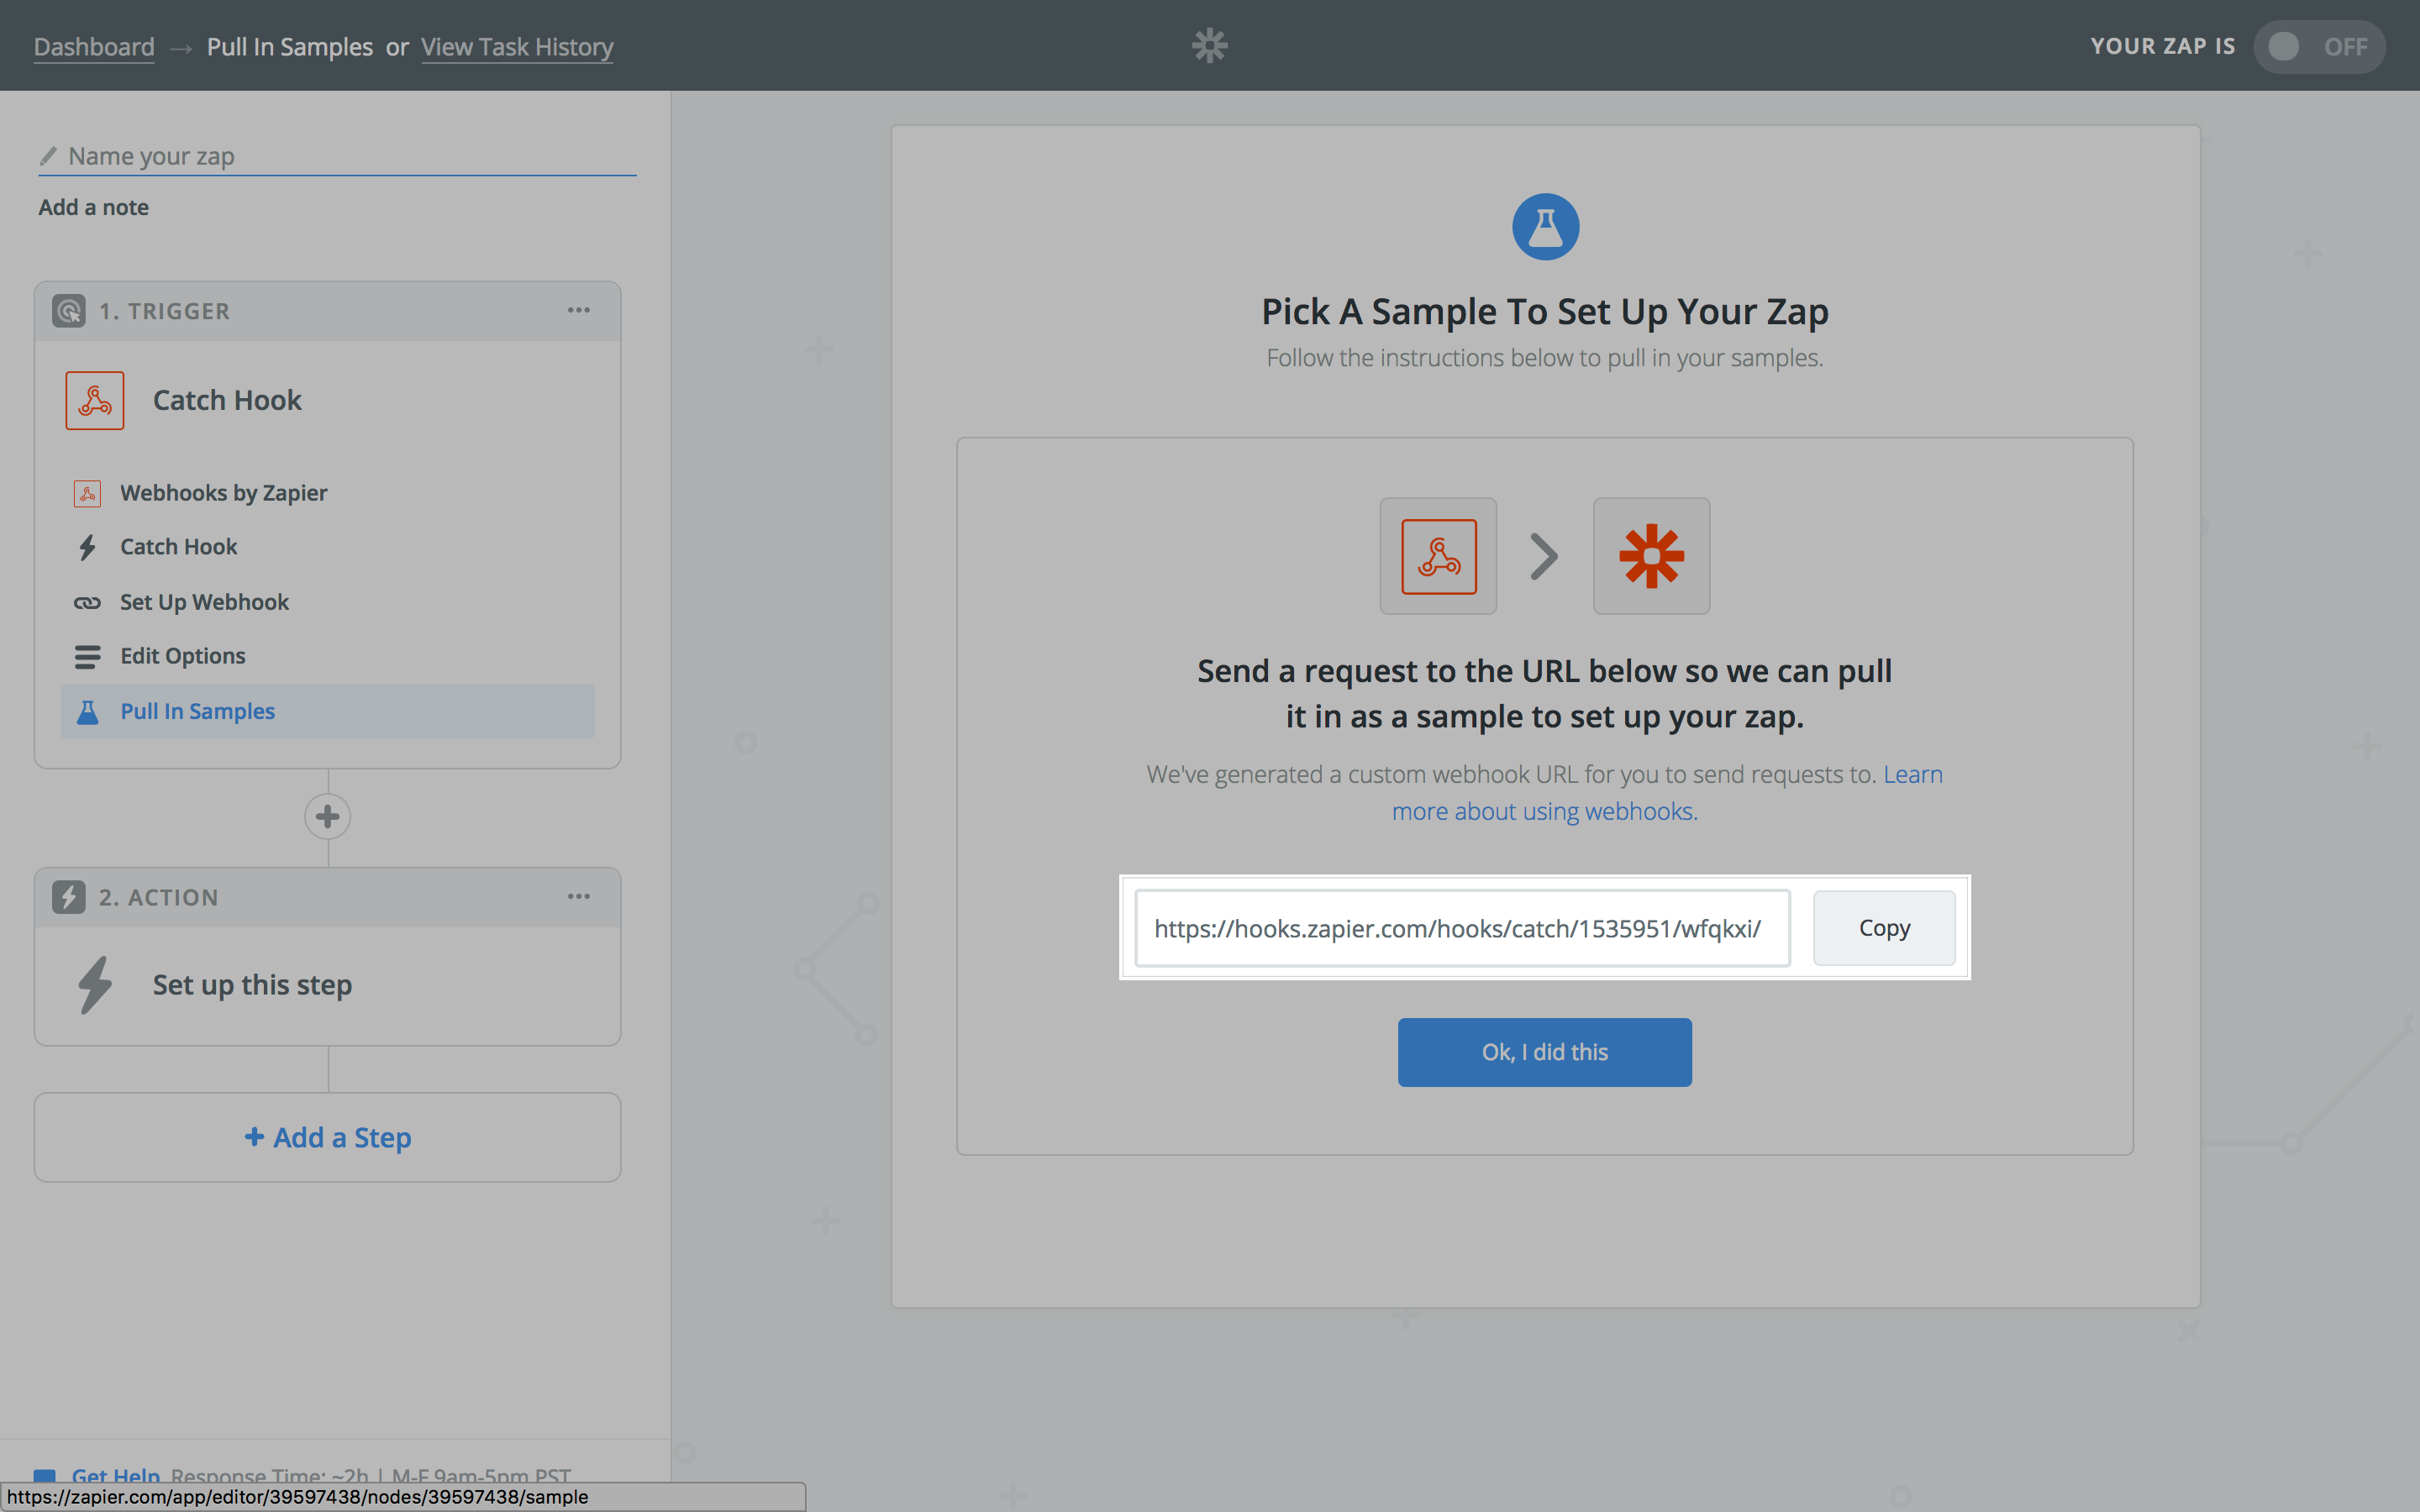 Dashboard → Pull In Samples or View Task History
YOUR ZAP IS OFF
Name your zap
Add a note
1. TRIGGER
Catch Hook
Webhooks by Zapier
Catch Hook
Set Up Webhook
Edit Options
Pull In Samples
2. ACTION
Set up this step
+ Add a Step
Get Help Response Time: ~2h | M-F 9am-5pm PST
https://zapier.com/app/editor/39597438/nodes/39597438/sample
Pick A Sample To Set Up Your Zap
Follow the instructions below to pull in your samples.
Send a request to the URL below so we can pull
it in as a sample to set up your zap.
We've generated a custom webhook URL for you to send requests to. Learn
more about using webhooks.
https://hooks.zapier.com/hooks/catch/1535951/wfqkxi/
Copy
Ok, I did this